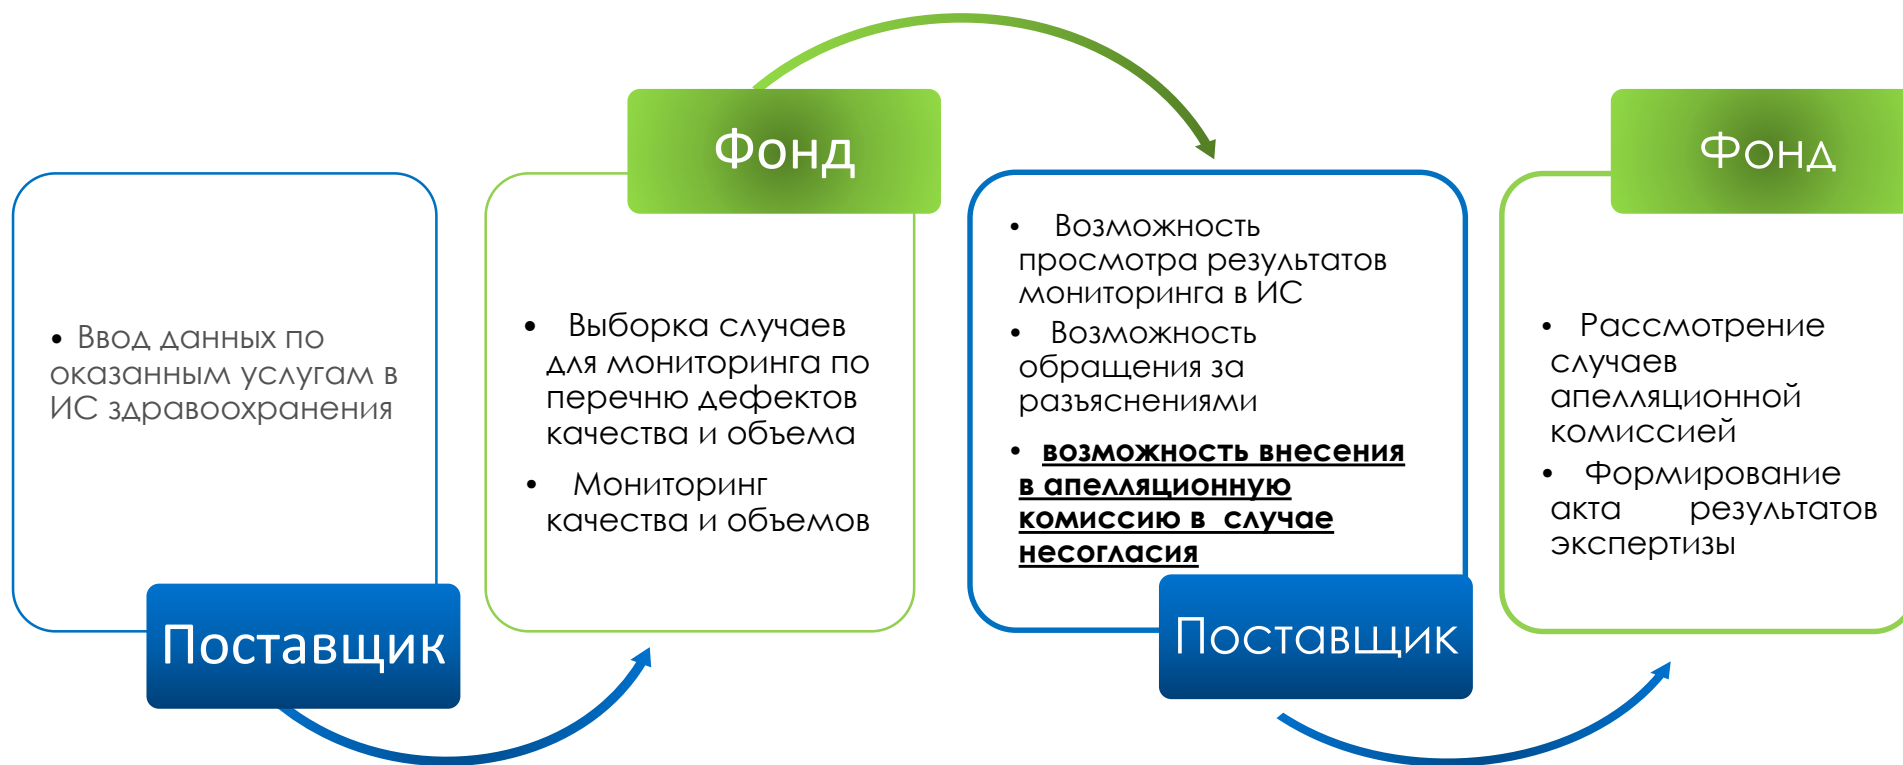 • Ввод данных по
оказанным услугам в
ИС здравоохранения
Поставщик
Фонд
• Выборка случаев
для мониторинга по
перечню дефектов
качества и объема
• Мониторинг
качества и объемов
• Возможность
просмотра результатов
мониторинга в ИС
• Возможность
обращения за
разъяснениями
• возможность внесения
в апелляционную
комиссию в случае
несогласия
Поставщик
Фонд
• Рассмотрение
случаев
апелляционной
комиссией
• Формирование
акта результатов
экспертизы